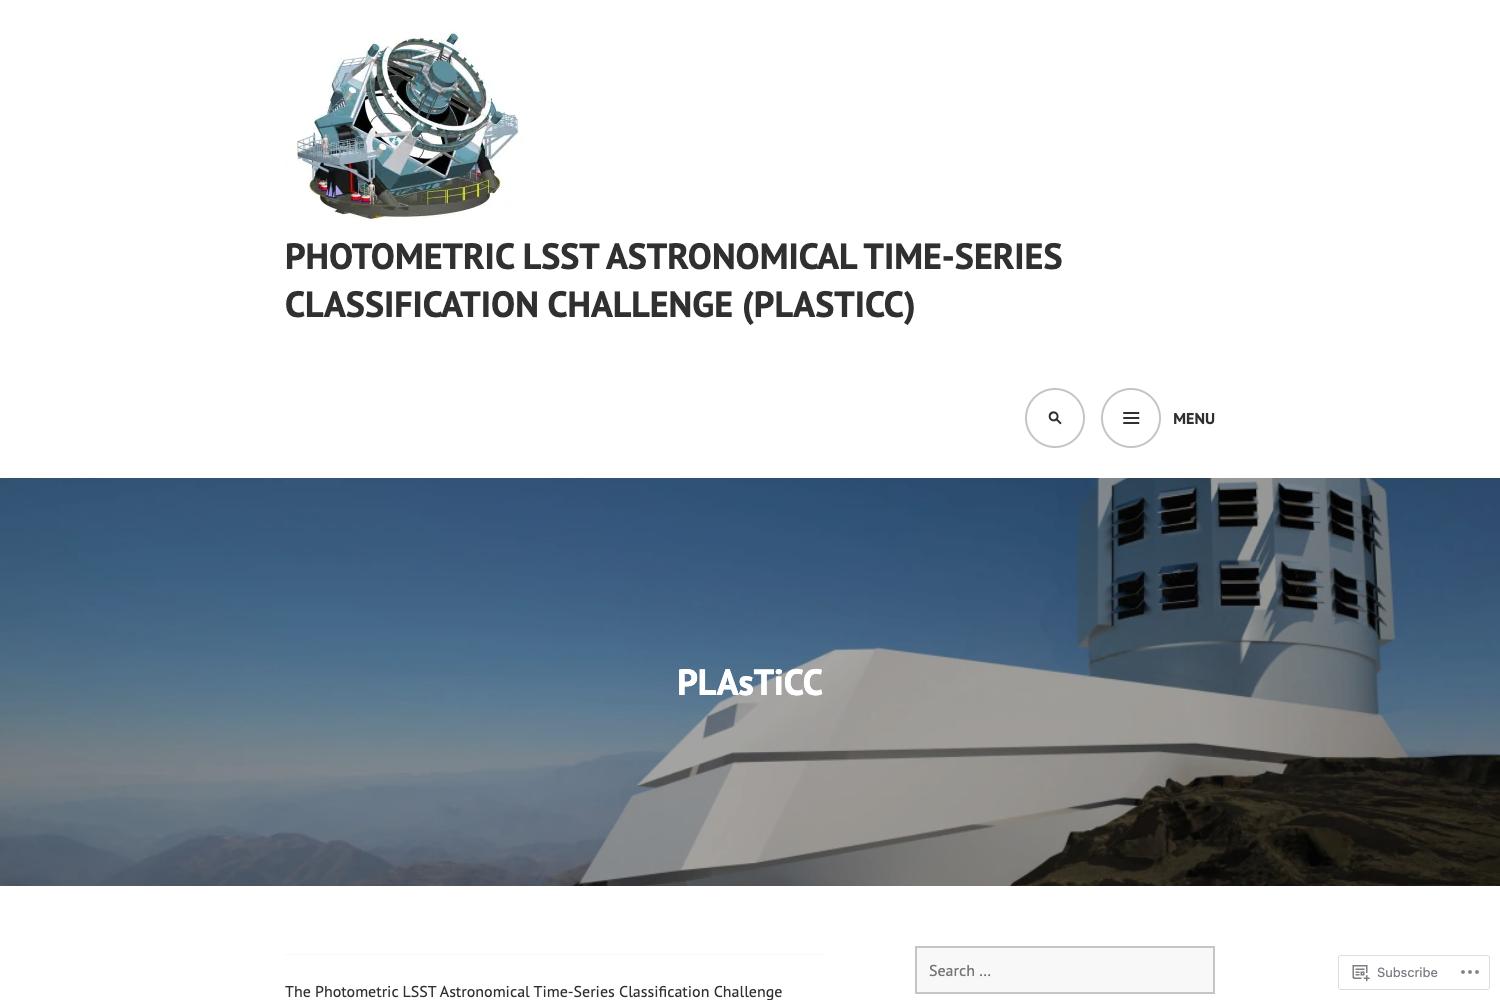 PHOTOMETRIC LSST ASTRONOMICAL TIME-SERIES
CLASSIFICATION CHALLENGE (PLASTICC)
MENU
PLAsTiCC
Search …
The Photometric LSST Astronomical Time-Series Classification Challenge
Subscribe